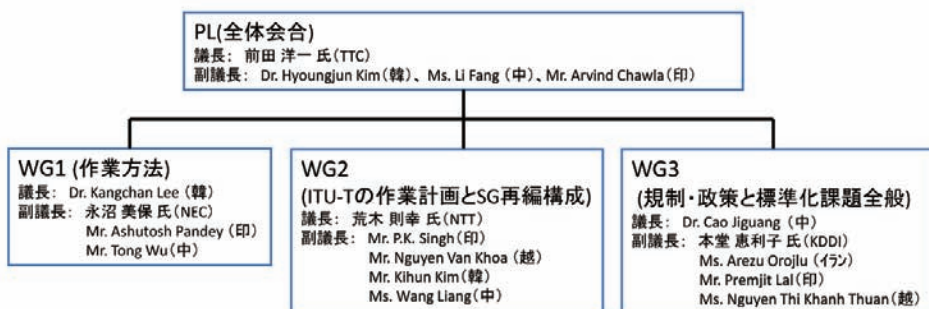 PL(全体会合)
議長： 前田 洋一 氏(TTC)
副議長： Dr. Hyoungjun Kim(韓)、 Ms. Li Fang (中)、Mr. Arvind Chawla(印)
WG1 (作業方法)
議長： Dr. Kangchan Lee (韓)
副議長： 永沼 美保 氏(NEC)
Mr. Ashutosh Pandey (印)
Mr. Tong Wu(中)
WG2
(ITU-Tの作業計画とSG再編構成)
議長： 荒木 則幸 氏(NTT)
副議長： Mr. P.K. Singh(印)
Mr. Nguyen Van Khoa (越)
Mr. Kihun Kim(韓)
Ms. Wang Liang(中)
WG3
(規制・政策と標準化課題全般)
議長： Dr. Cao Jiguang (中)
副議長： 本堂 恵利子 氏(KDDI)
Ms. Arezu Orojlu (イラン)
Mr. Premjit Lal(印)
Ms. Nguyen Thi Khanh Thuan(越)